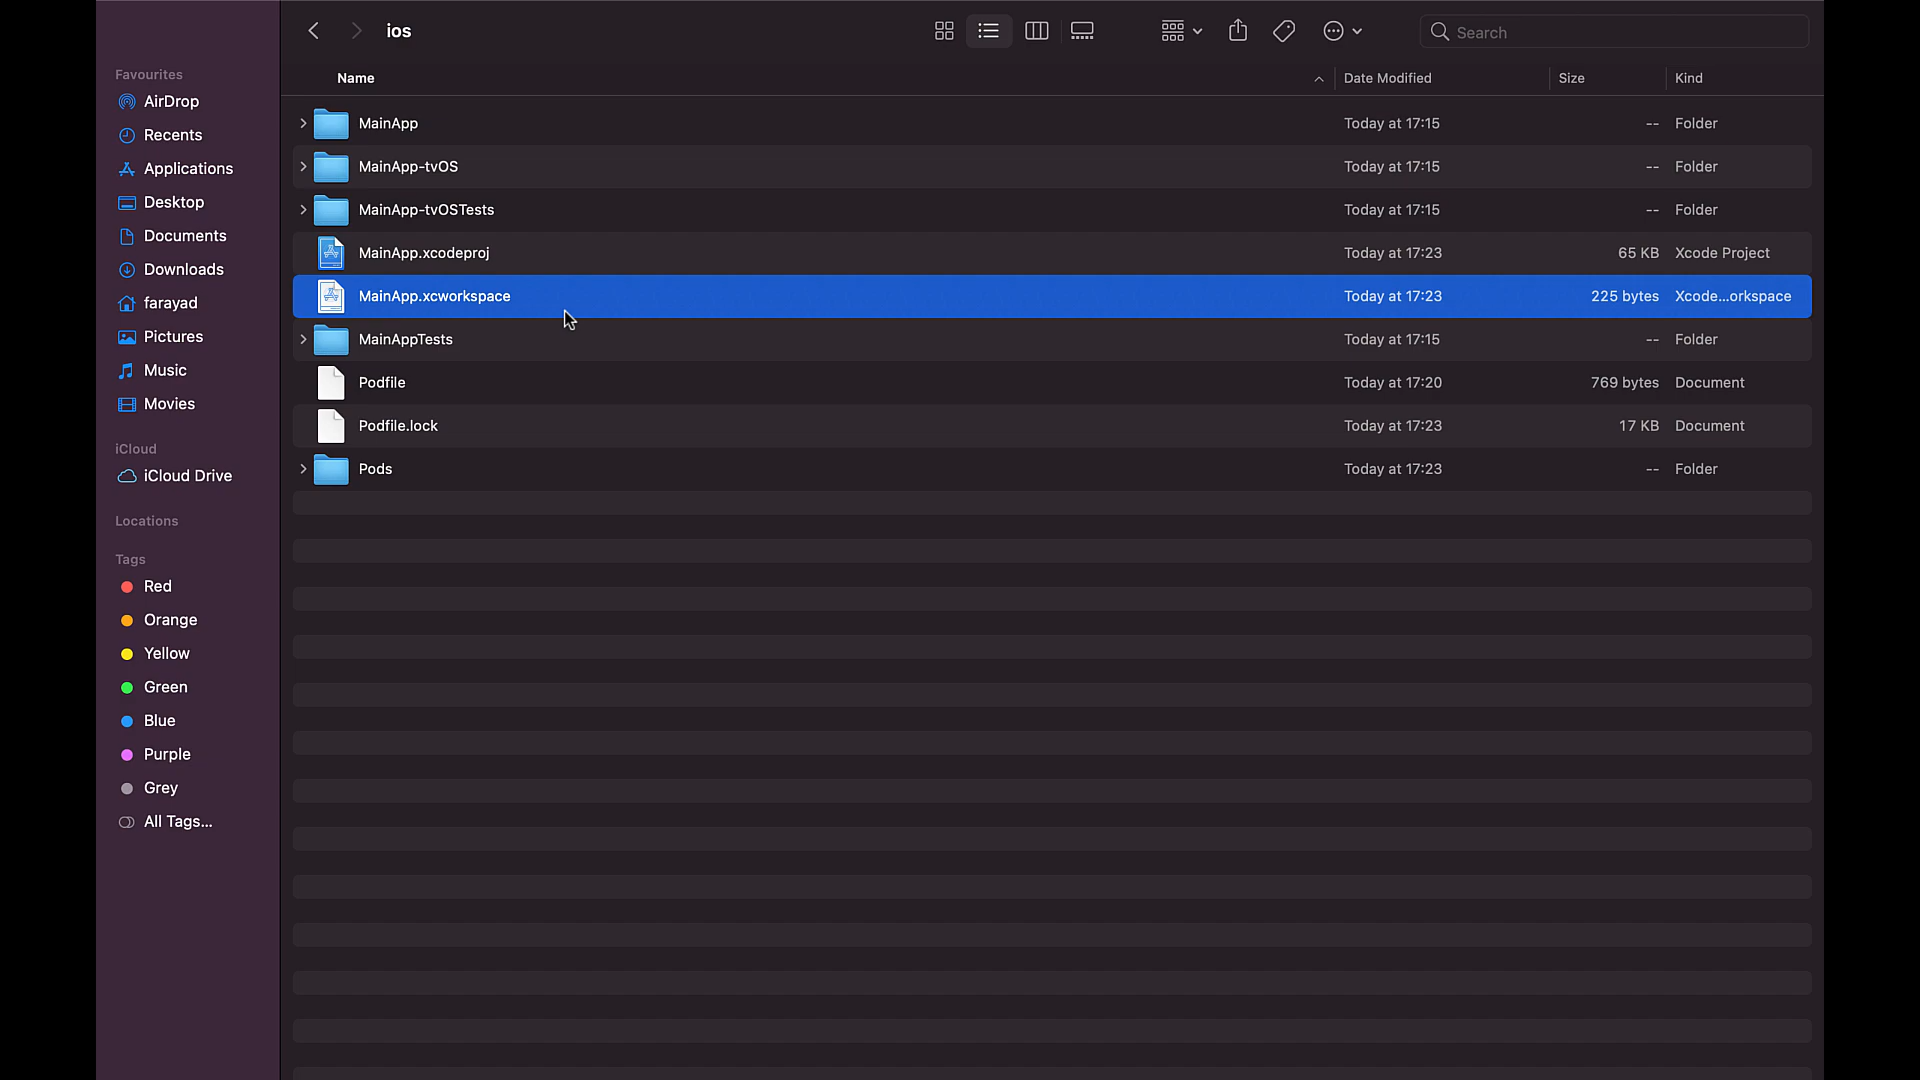 ios
Search
Favourites
AirDrop
Recents
Applications
Desktop
Documents
Downloads
farayad
Pictures
Music
Movies
iCloud
iCloud Drive
Locations
Tags
Red
Orange
Yellow
Green
Blue
Purple
Grey
All Tags...
Name Date Modified Size Kind
MainApp Today at 17:15 -- Folder
MainApp-tvOS Today at 17:15 -- Folder
MainApp-tvOSTests Today at 17:15 -- Folder
MainApp.xcodeproj Today at 17:23 65 KB Xcode Project
MainApp.xcworkspace Today at 17:23 225 bytes Xcode...orkspace
MainAppTests Today at 17:15 -- Folder
Podfile Today at 17:20 769 bytes Document
Podfile.lock Today at 17:23 17 KB Document
Pods Today at 17:23 -- Folder